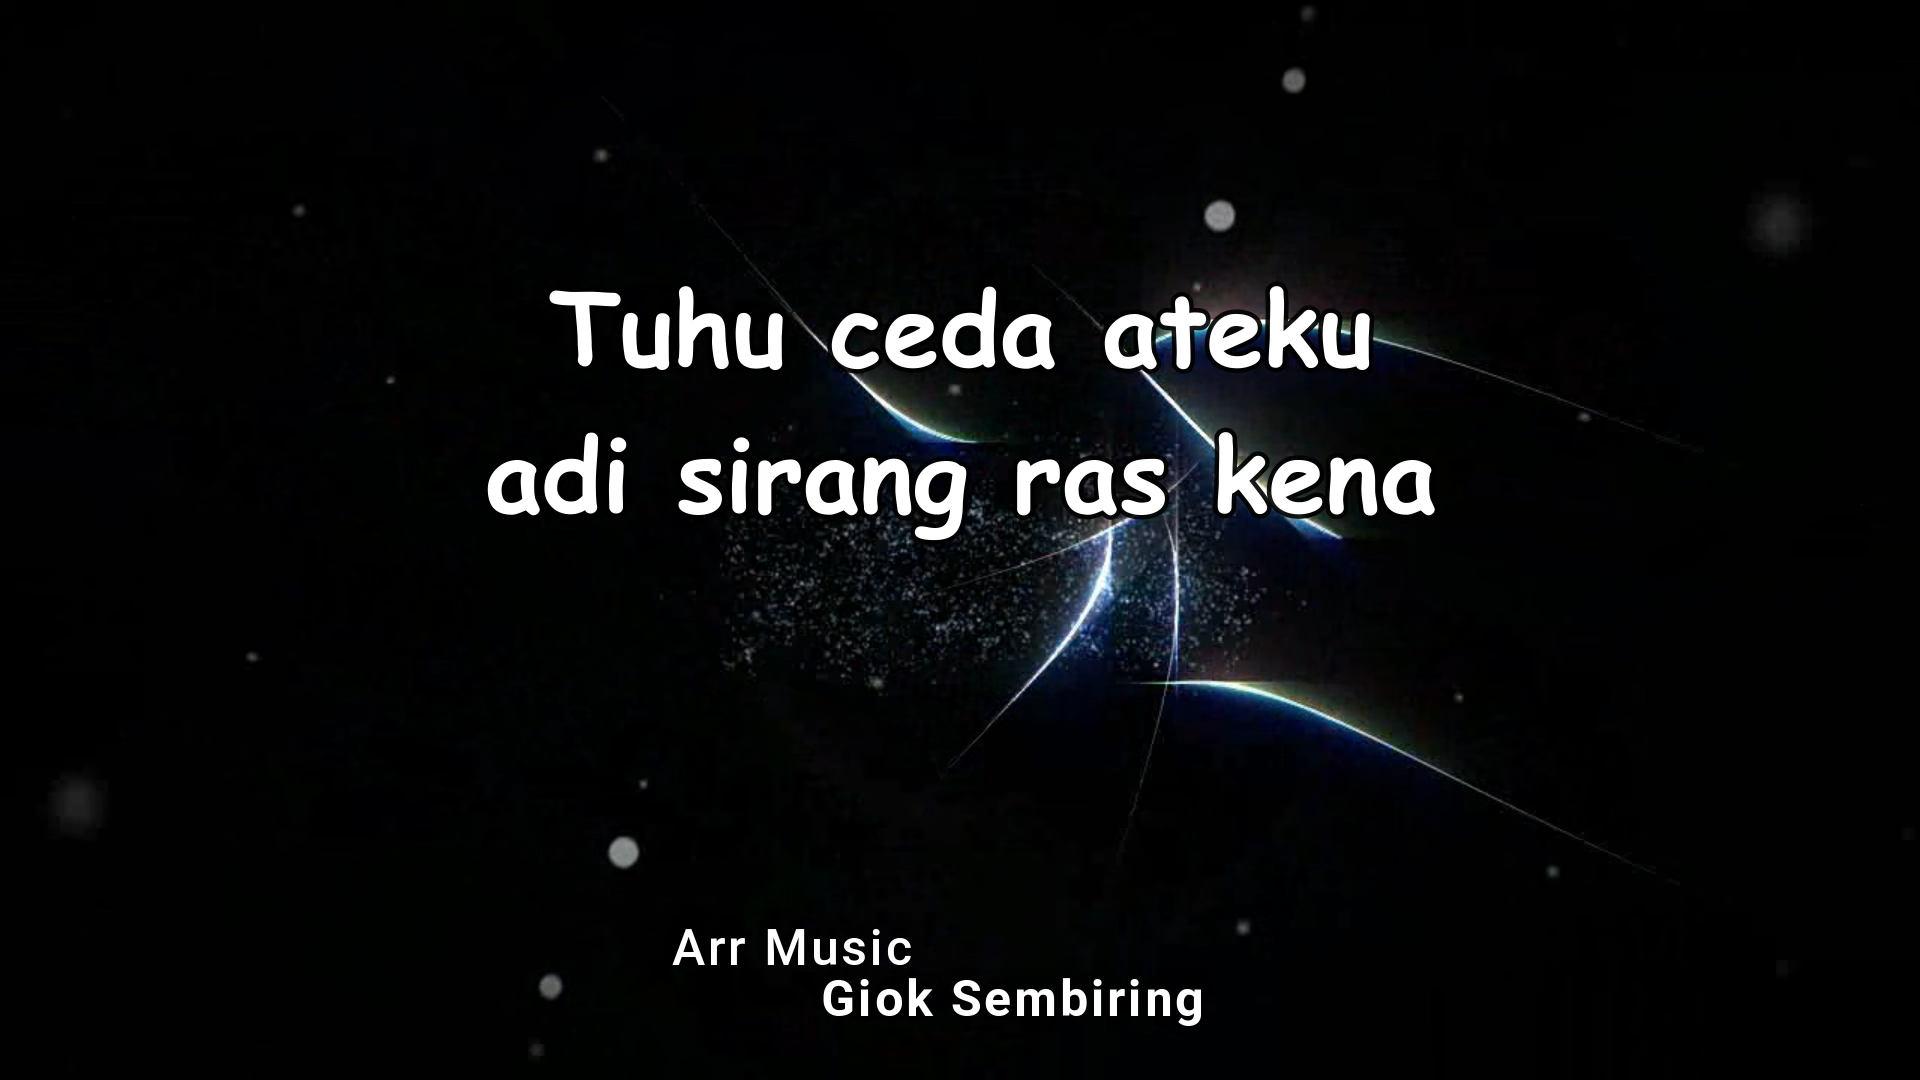 Tuhu ceda ateku
adi sirang ras kena
Arr Music
Giok Sembiring